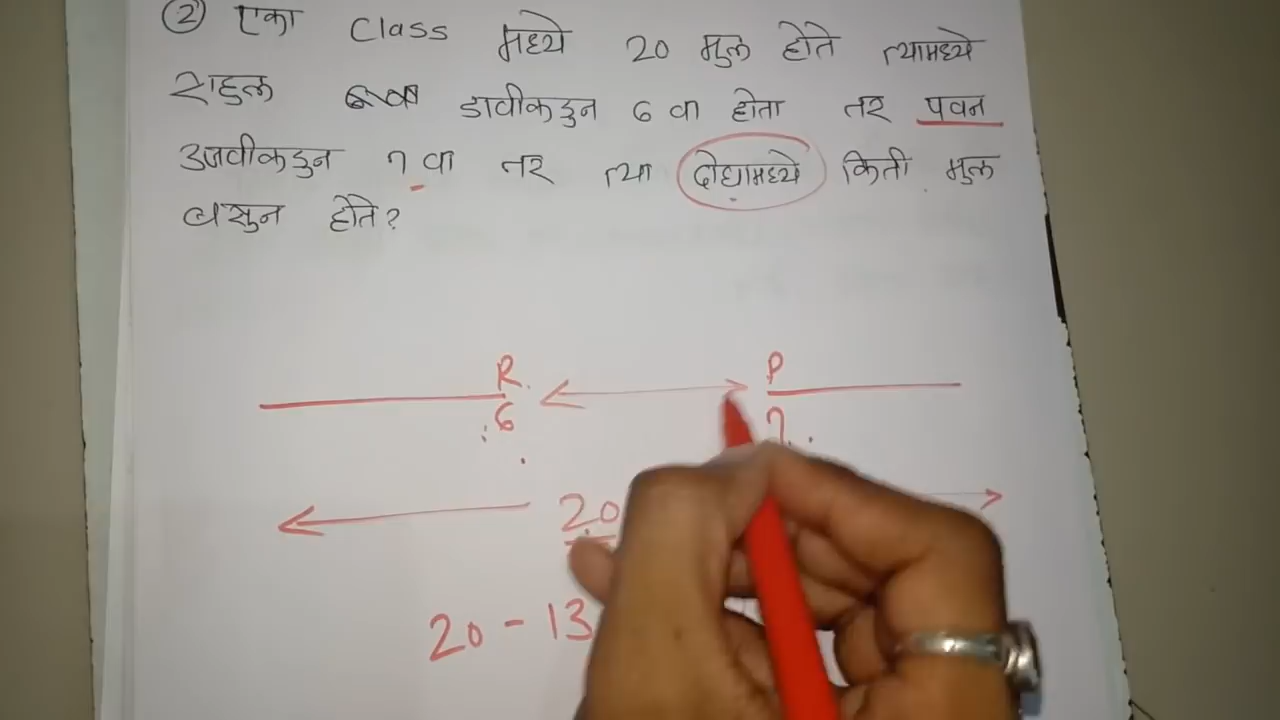 ② एका Class मध्ये 20 मुल होते त्यामध्ये
राहुल डावीकडुन 6 वा होता तर पवन
उजवीकडुन 7 वा तर त्या दोघामध्ये किती मुल
बसुन होते?
R P
6 7
20
20 - 13